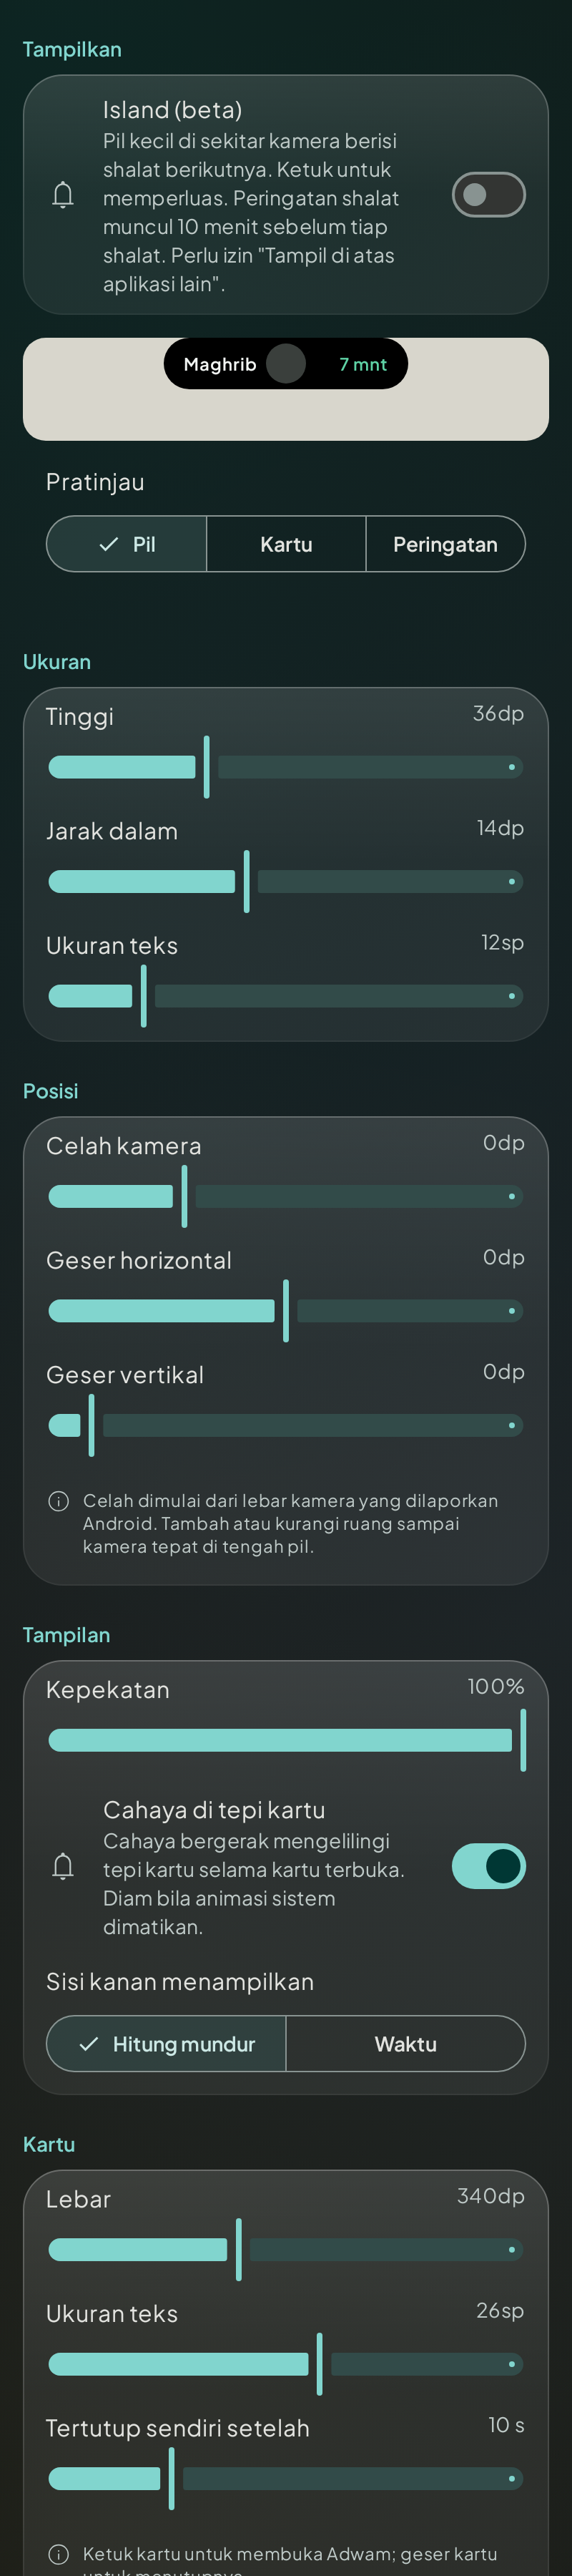 Tampilkan
Island (beta)
Pil kecil di sekitar kamera berisi
shalat berikutnya. Ketuk untuk
memperluas. Peringatan shalat
muncul 10 menit sebelum tiap
shalat. Perlu izin "Tampil di atas
aplikasi lain".
Maghrib 7 mnt
Pratinjau
Pil Kartu Peringatan
Ukuran
Tinggi 36dp
Jarak dalam 14dp
Ukuran teks 12sp
Posisi
Celah kamera 0dp
Geser horizontal 0dp
Geser vertikal 0dp
Celah dimulai dari lebar kamera yang dilaporkan
Android. Tambah atau kurangi ruang sampai
kamera tepat di tengah pil.
Tampilan
Kepekatan 100%
Cahaya di tepi kartu
Cahaya bergerak mengelilingi
tepi kartu selama kartu terbuka.
Diam bila animasi sistem
dimatikan.
Sisi kanan menampilkan
Hitung mundur Waktu
Kartu
Lebar 340dp
Ukuran teks 26sp
Tertutup sendiri setelah 10 s
Ketuk kartu untuk membuka Adwam; geser kartu